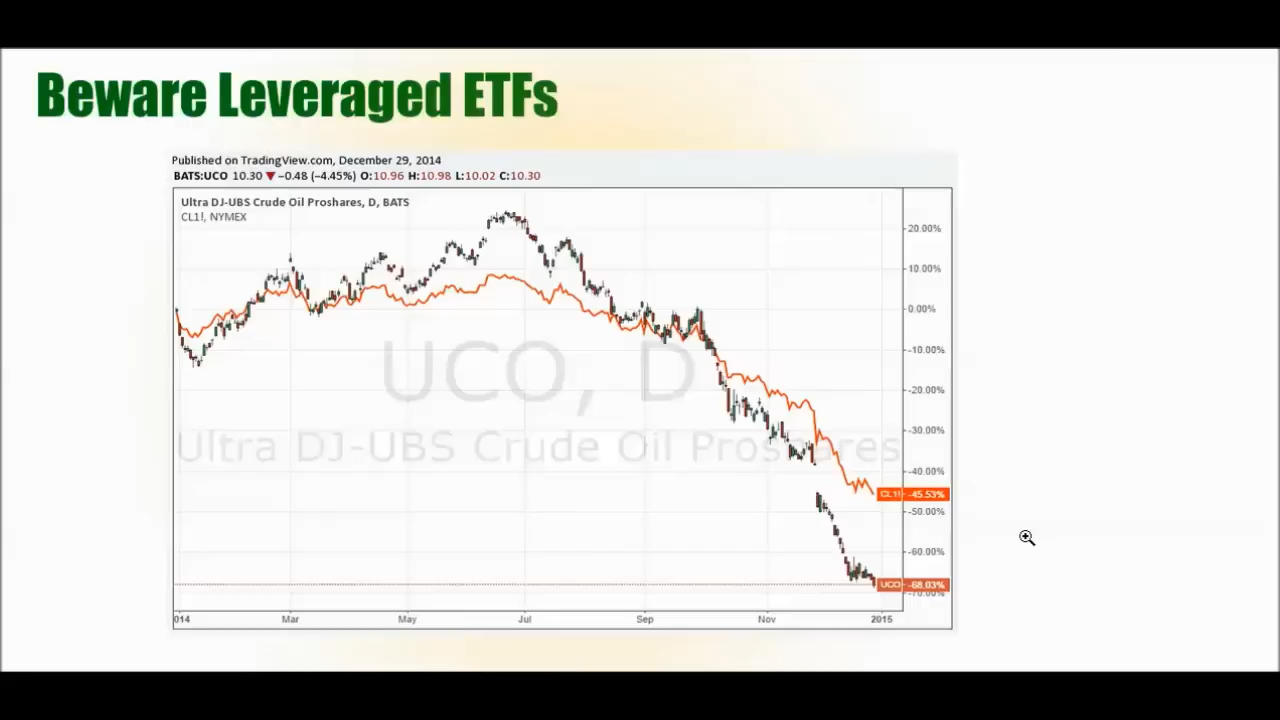 Beware Leveraged ETFs
Published on TradingView.com, December 29, 2014
BATS:UCO 10.30 ▼ −0.48 (−4.45%) O:10.96 H:10.98 L:10.02 C:10.30
Ultra DJ-UBS Crude Oil Proshares, D, BATS
CL1!, NYMEX
20.00%
10.00%
0.00%
-10.00%
-20.00%
-30.00%
-40.00%
-50.00%
-60.00%
-70.00%
UCO, D
Ultra DJ-UBS Crude Oil Proshares
CL1! -45.53%
UCO -68.03%
014 Mar May Jul Sep Nov 2015